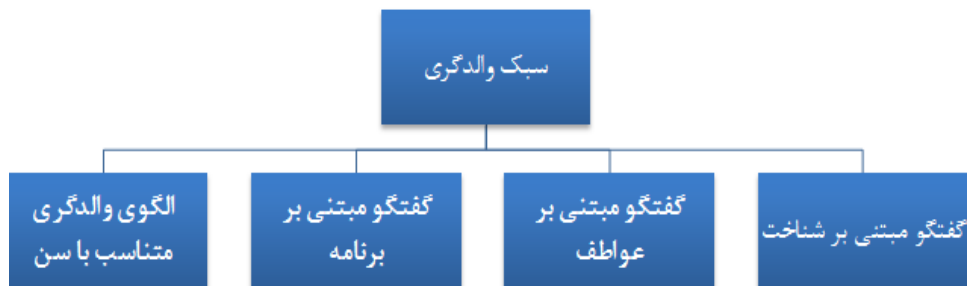 سبک والدگری
گفتگو مبتنی بر شناخت
گفتگو مبتنی بر
عواطف
گفتگو مبتنی بر
برنامه
الگوی والدگری
متناسب با سن